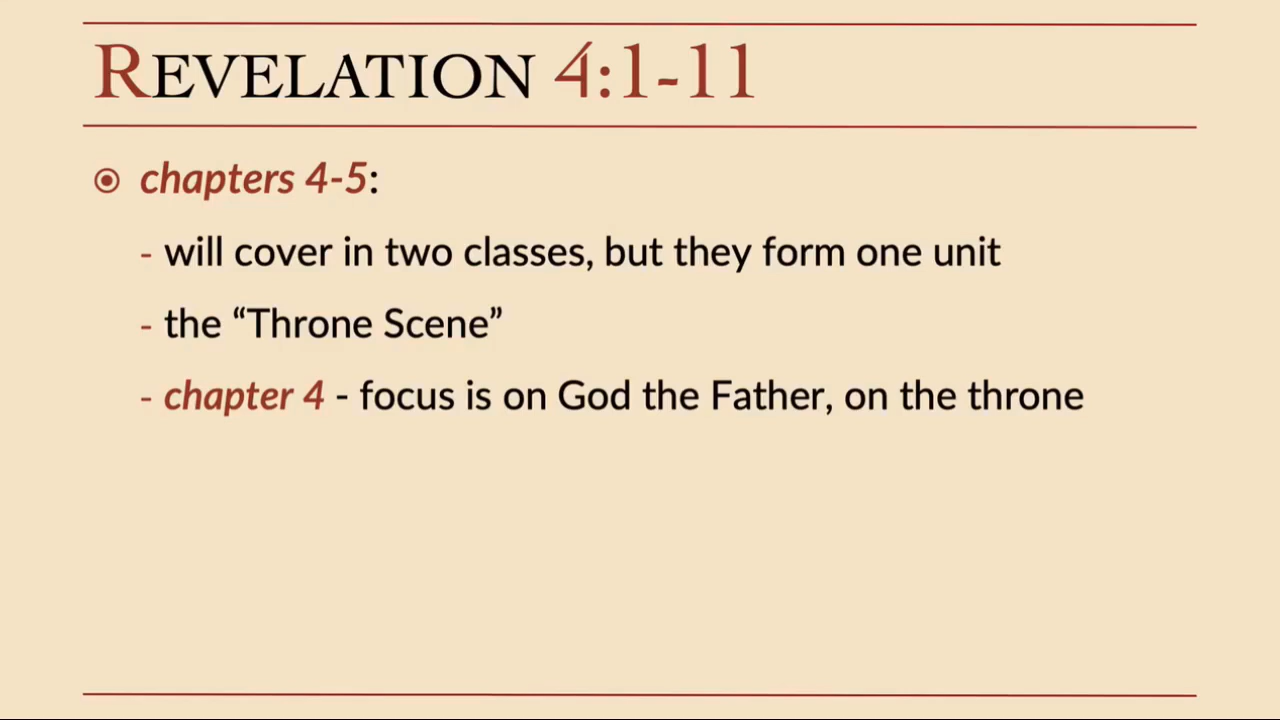 REVELATION 4:1-11
chapters 4-5:
- will cover in two classes, but they form one unit
- the “Throne Scene”
- chapter 4 - focus is on God the Father, on the throne